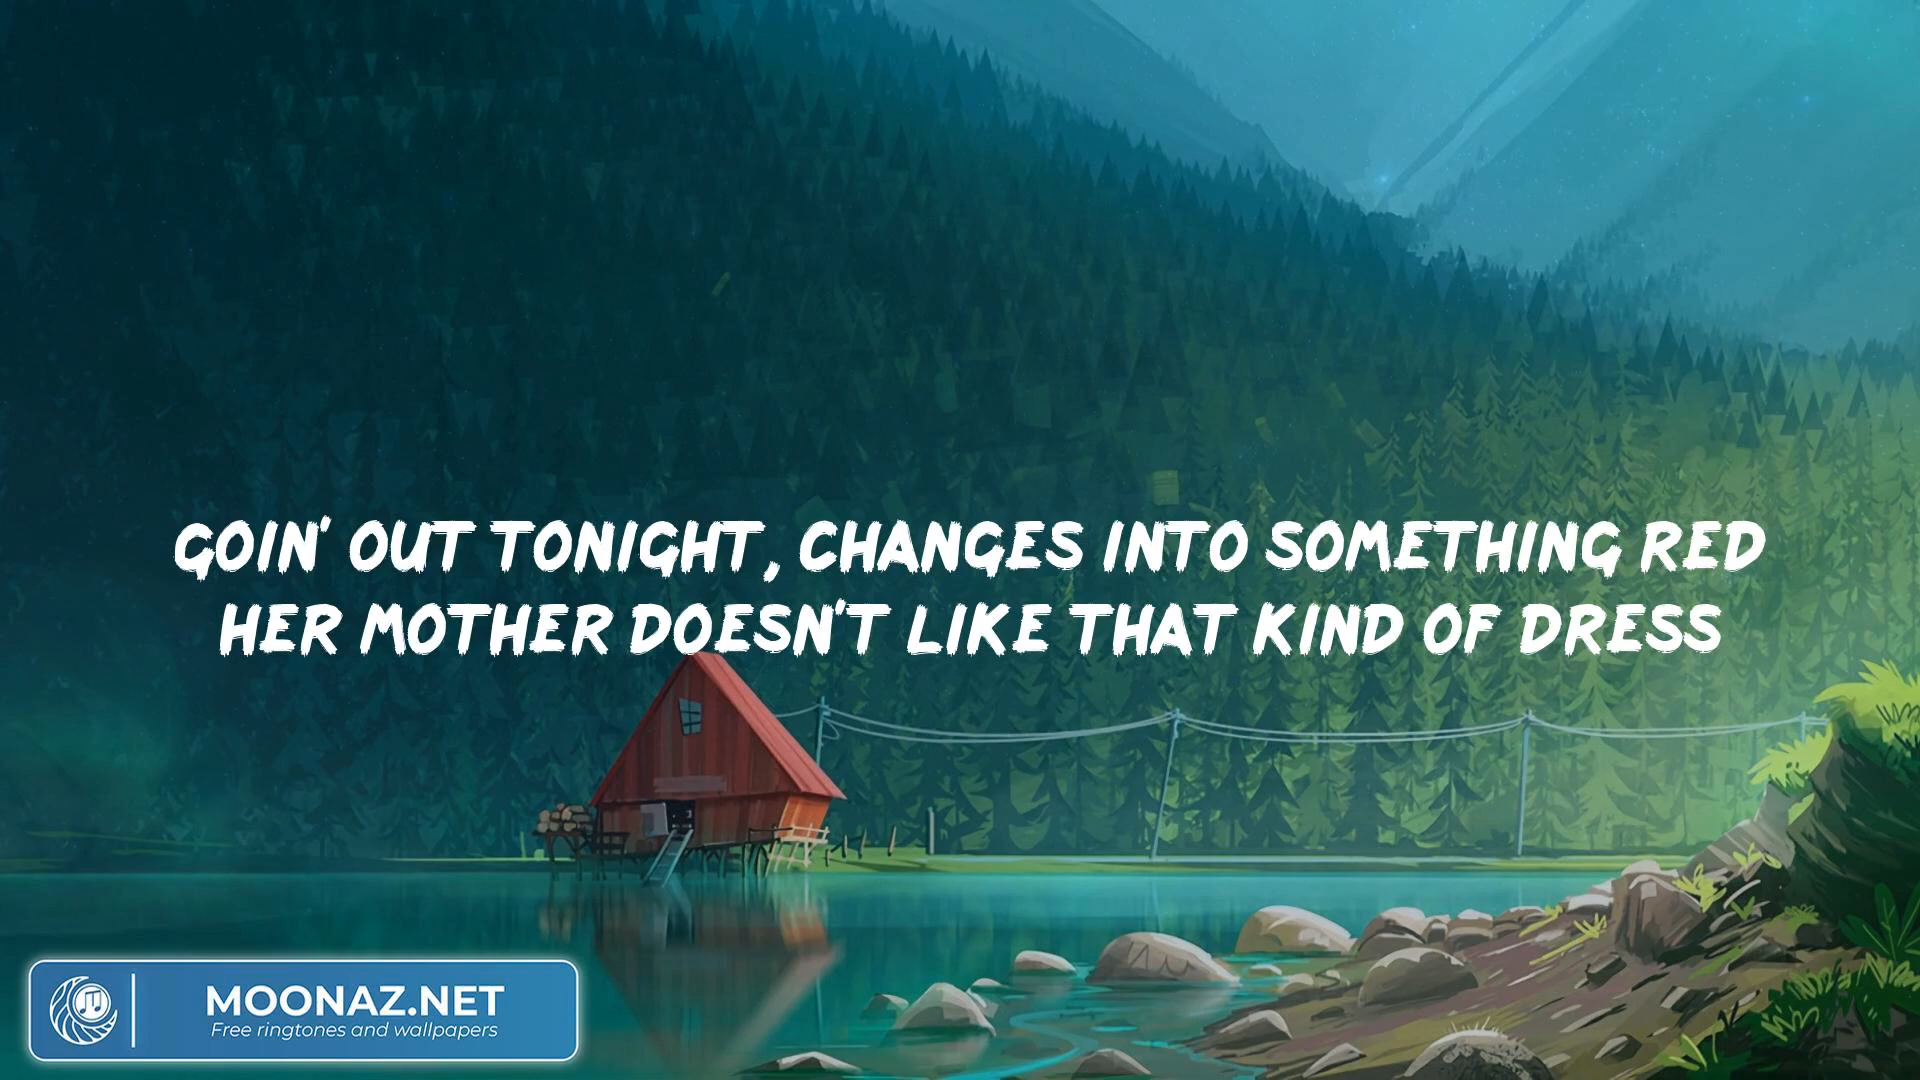 GOIN' OUT TONIGHT, CHANGES INTO SOMETHING RED
HER MOTHER DOESN'T LIKE THAT KIND OF DRESS
MOONAZ.NET
Free ringtones and wallpapers